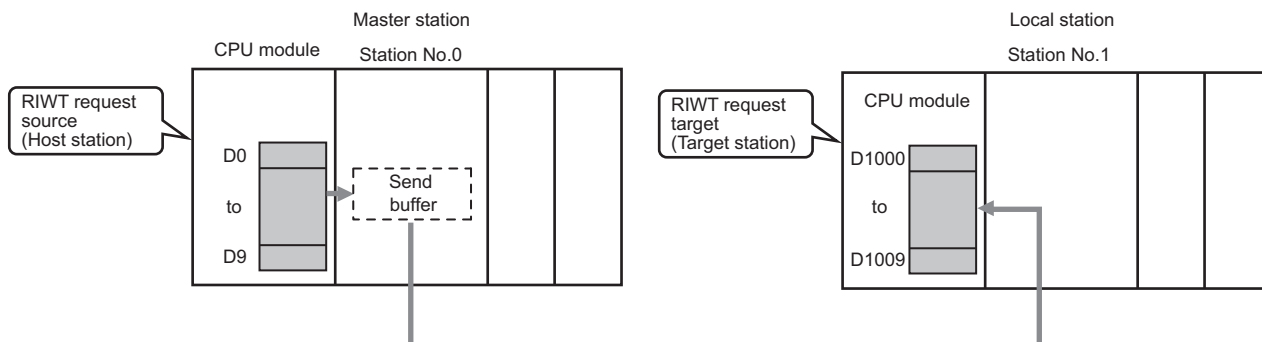 Master station
CPU module
Station No.0
RIWT request
source
(Host station)
D0
to
D9
Send
buffer
Local station
Station No.1
RIWT request
target
(Target station)
CPU module
D1000
to
D1009